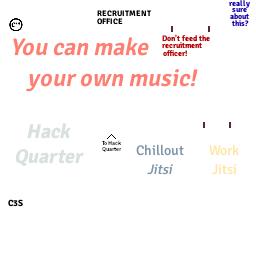 really
sure
about
this?
RECRUITMENT
OFFICE
Don't feed the
recruitment
officer!
You can make
your own music!
Hack
Quarter
To Hack
Quarter
Chillout
Jitsi
Work
Jitsi
C3S